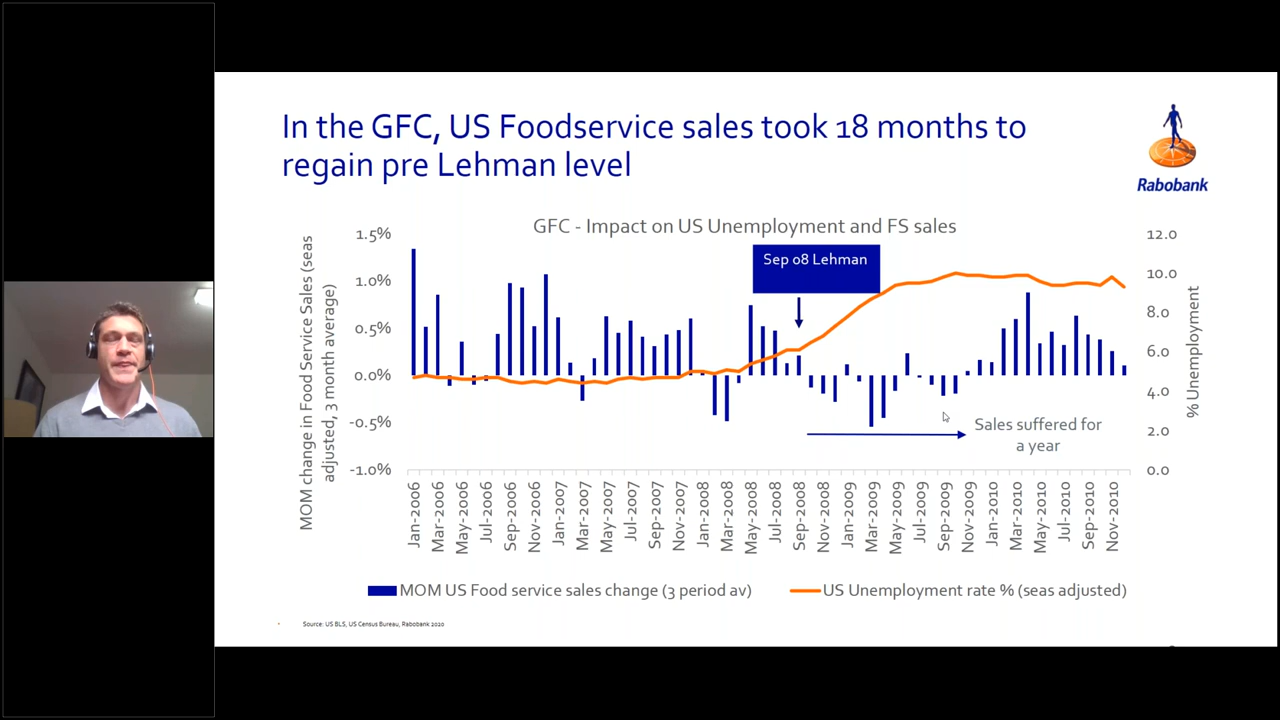 In the GFC, US Foodservice sales took 18 months to
regain pre Lehman level
Rabobank
GFC - Impact on US Unemployment and FS sales
MOM change in Food Service Sales (seas
adjusted, 3 month average)
1.5%
1.0%
0.5%
0.0%
-0.5%
-1.0%
Sep 08 Lehman
Sales suffered for
a year
12.0
10.0
8.0
6.0
4.0
2.0
0.0
% Unemployment
Jan-2006
Mar-2006
May-2006
Jul-2006
Sep-2006
Nov-2006
Jan-2007
Mar-2007
May-2007
Jul-2007
Sep-2007
Nov-2007
Jan-2008
Mar-2008
May-2008
Jul-2008
Sep-2008
Nov-2008
Jan-2009
Mar-2009
May-2009
Jul-2009
Sep-2009
Nov-2009
Jan-2010
Mar-2010
May-2010
Jul-2010
Sep-2010
Nov-2010
MOM US Food service sales change (3 period av)
US Unemployment rate % (seas adjusted)
Source: US BLS, US Census Bureau, Rabobank 2020